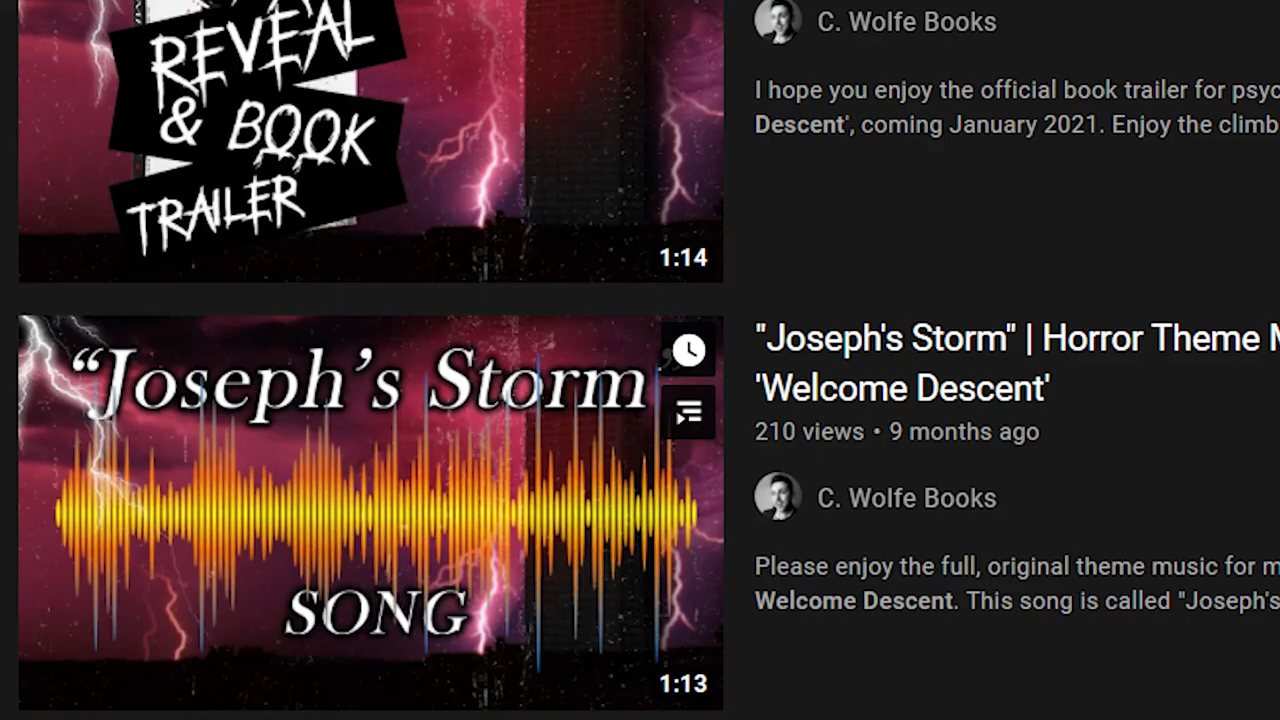 REVEAL
& BOOK
TRAILER
1:14
C. Wolfe Books
I hope you enjoy the official book trailer for psyc
Descent', coming January 2021. Enjoy the climb
"Joseph's Storm"
SONG
1:13
"Joseph's Storm" | Horror Theme M
'Welcome Descent'
210 views • 9 months ago
C. Wolfe Books
Please enjoy the full, original theme music for m
Welcome Descent. This song is called "Joseph's